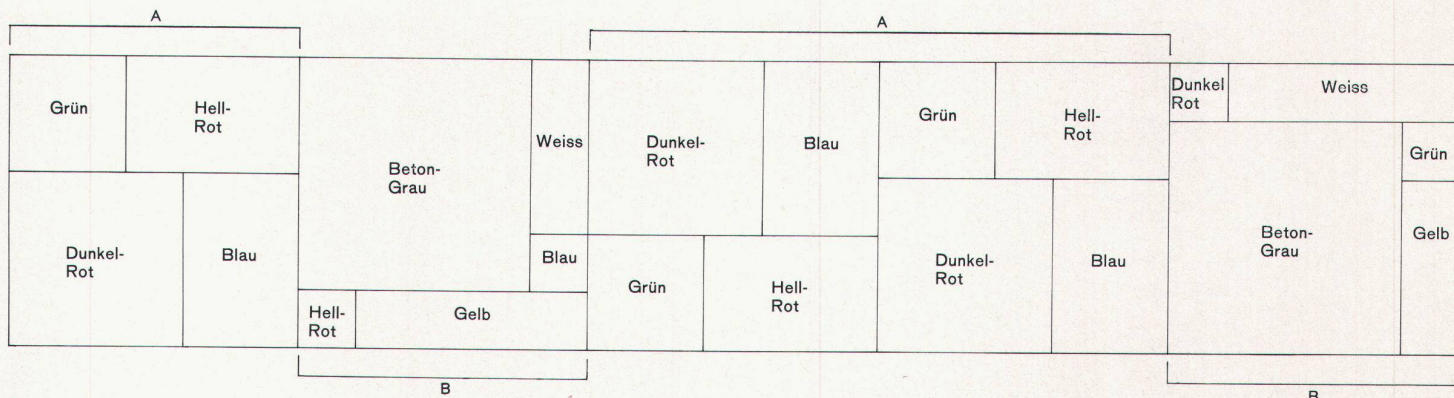 A
A
Grün
Hell-
Rot
Dunkel-
Rot
Blau
Beton-
Grau
Weiss
Blau
Hell-
Rot
Gelb
B
Dunkel-
Rot
Blau
Grün
Hell-
Rot
Grün
Hell-
Rot
Dunkel-
Rot
Blau
Dunkel
Rot
Weiss
Grün
Beton-
Grau
Gelb
B